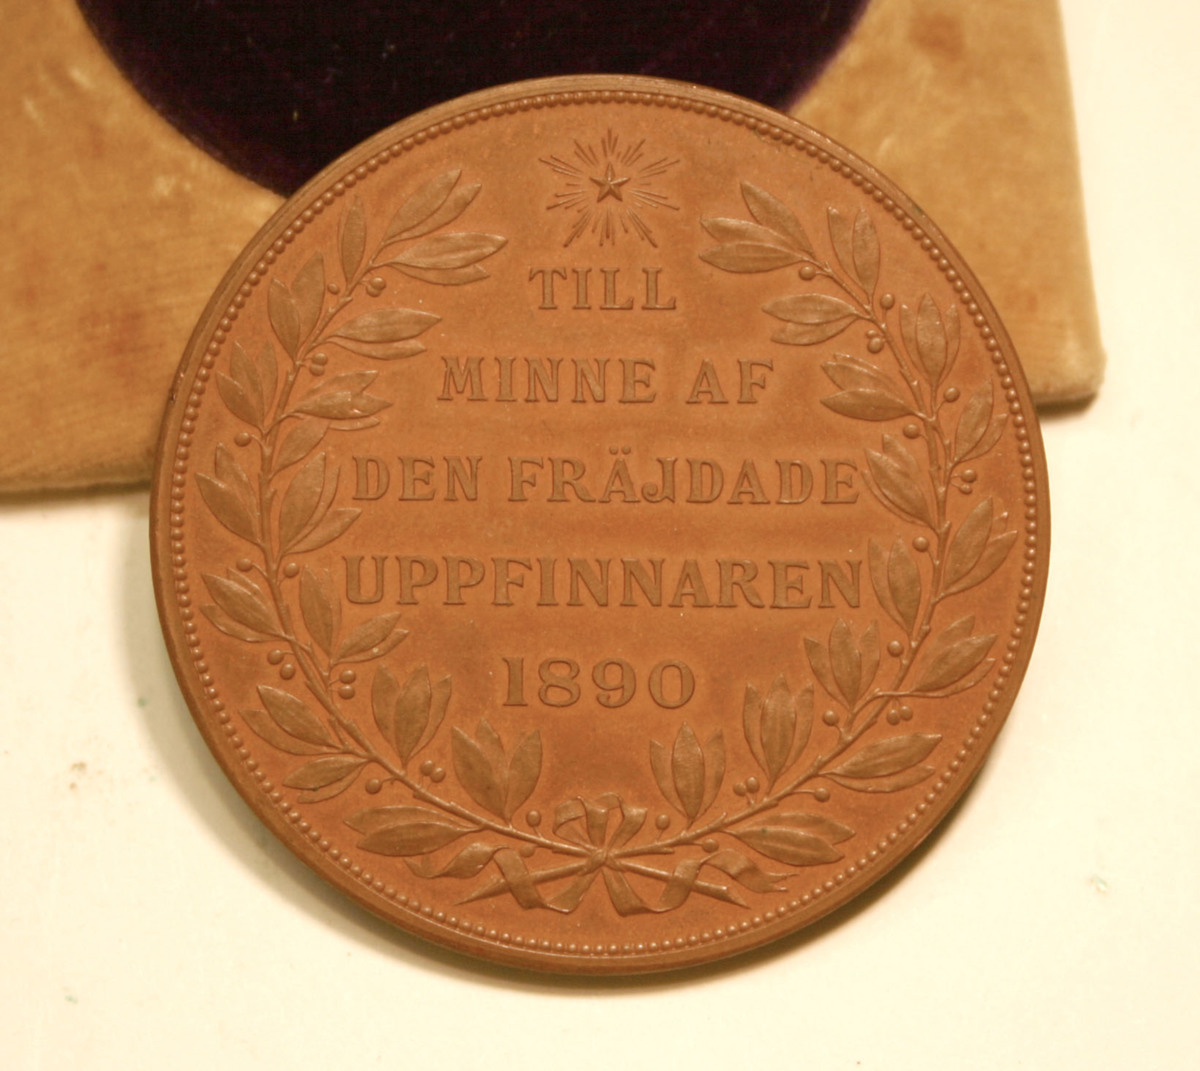 TILL
MINNE AF
DEN FRÄJDADE
UPPFINNAREN
1890